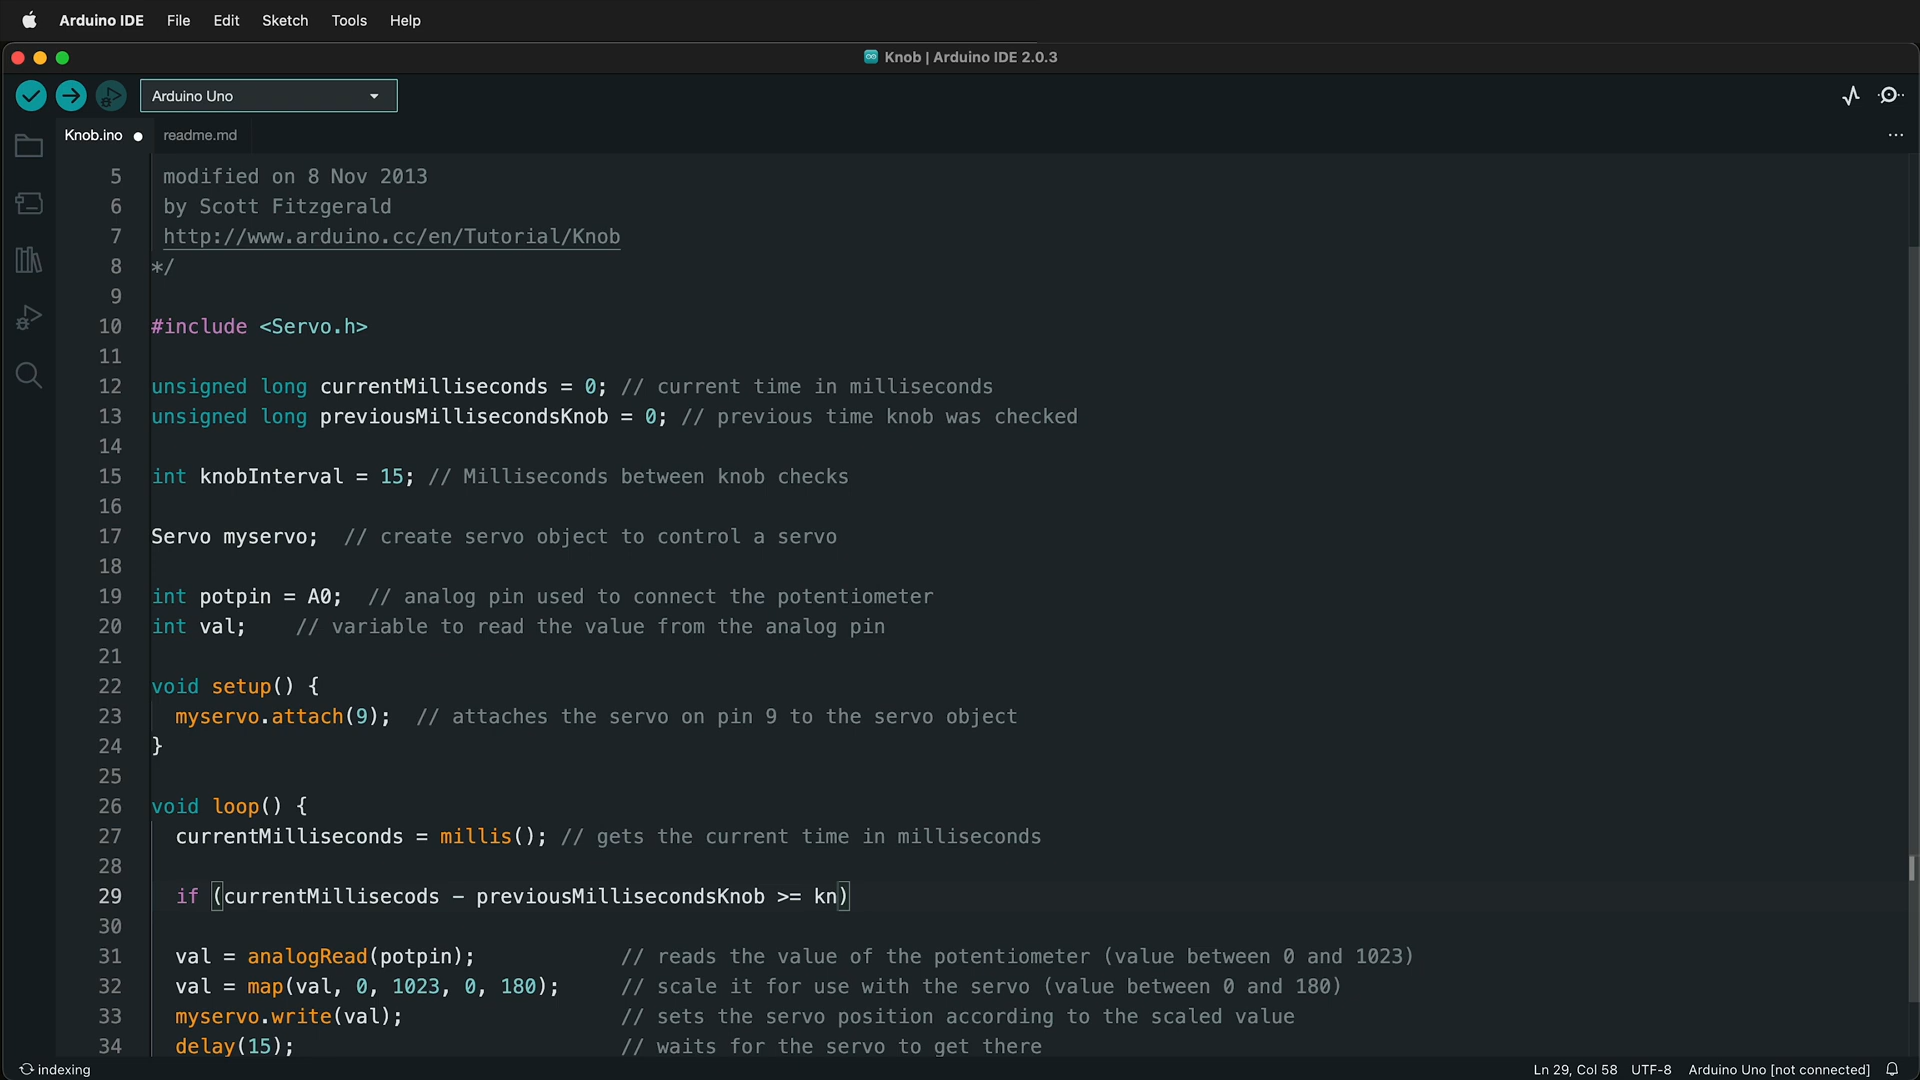 Arduino IDE File Edit Sketch Tools Help
Knob | Arduino IDE 2.0.3
Arduino Uno
Knob.ino readme.md ...
5 modified on 8 Nov 2013
6 by Scott Fitzgerald
7 http://www.arduino.cc/en/Tutorial/Knob
8 */
9
10 #include <Servo.h>
11
12 unsigned long currentMilliseconds = 0; // current time in milliseconds
13 unsigned long previousMillisecondsKnob = 0; // previous time knob was checked
14
15 int knobInterval = 15; // Milliseconds between knob checks
16
17 Servo myservo;  // create servo object to control a servo
18
19 int potpin = A0;  // analog pin used to connect the potentiometer
20 int val;    // variable to read the value from the analog pin
21
22 void setup() {
23   myservo.attach(9);  // attaches the servo on pin 9 to the servo object
24 }
25
26 void loop() {
27   currentMilliseconds = millis(); // gets the current time in milliseconds
28
29   if (currentMillisecods - previousMillisecondsKnob >= kn)
30
31   val = analogRead(potpin);            // reads the value of the potentiometer (value between 0 and 1023)
32   val = map(val, 0, 1023, 0, 180);     // scale it for use with the servo (value between 0 and 180)
33   myservo.write(val);                  // sets the servo position according to the scaled value
34   delay(15);                           // waits for the servo to get there
indexing Ln 29, Col 58 UTF-8 Arduino Uno [not connected]